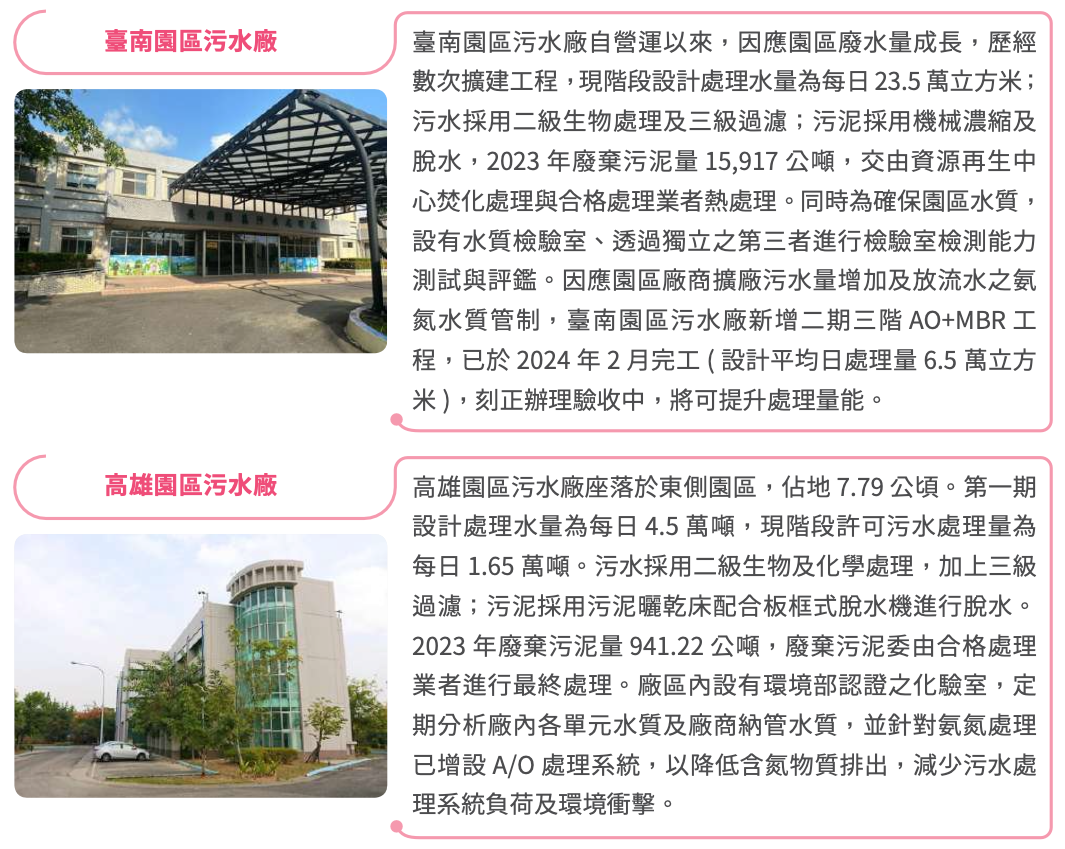 臺南園區污水廠
臺南園區污水廠自營運以來，因應園區廢水量成長，歷經
數次擴建工程，現階段設計處理水量為每日 23.5 萬立方米；
污水採用二級生物處理及三級過濾；污泥採用機械濃縮及
脫水，2023 年廢棄污泥量 15,917 公噸，交由資源再生中
心焚化處理與合格處理業者熱處理。同時為確保園區水質，
設有水質檢驗室、透過獨立之第三者進行檢驗室檢測能力
測試與評鑑。因應園區廠商擴廠污水量增加及放流水之氨
氮水質管制，臺南園區污水廠新增二期三階 AO+MBR 工
程，已於 2024 年 2 月完工 ( 設計平均日處理量 6.5 萬立方
米 )，刻正辦理驗收中，將可提升處理量能。
高雄園區污水廠
高雄園區污水廠座落於東側園區，佔地 7.79 公頃。第一期
設計處理水量為每日 4.5 萬噸，現階段許可污水處理量為
每日 1.65 萬噸。污水採用二級生物及化學處理，加上三級
過濾；污泥採用污泥曬乾床配合板框式脫水機進行脫水。
2023 年廢棄污泥量 941.22 公噸，廢棄污泥委由合格處理
業者進行最終處理。廠區內設有環境部認證之化驗室，定
期分析廠內各單元水質及廠商納管水質，並針對氨氮處理
已增設 A/O 處理系統，以降低含氮物質排出，減少污水處
理系統負荷及環境衝擊。